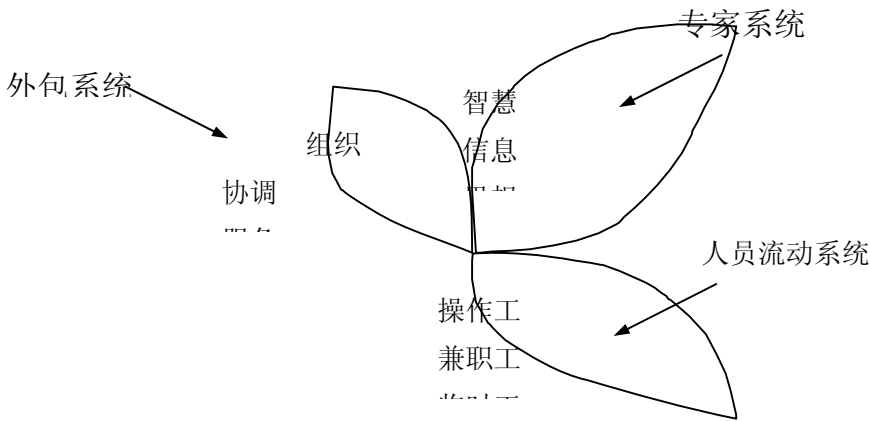 专家系统
外包系统
智慧
组织
信息
协调
人员流动系统
操作工
兼职工